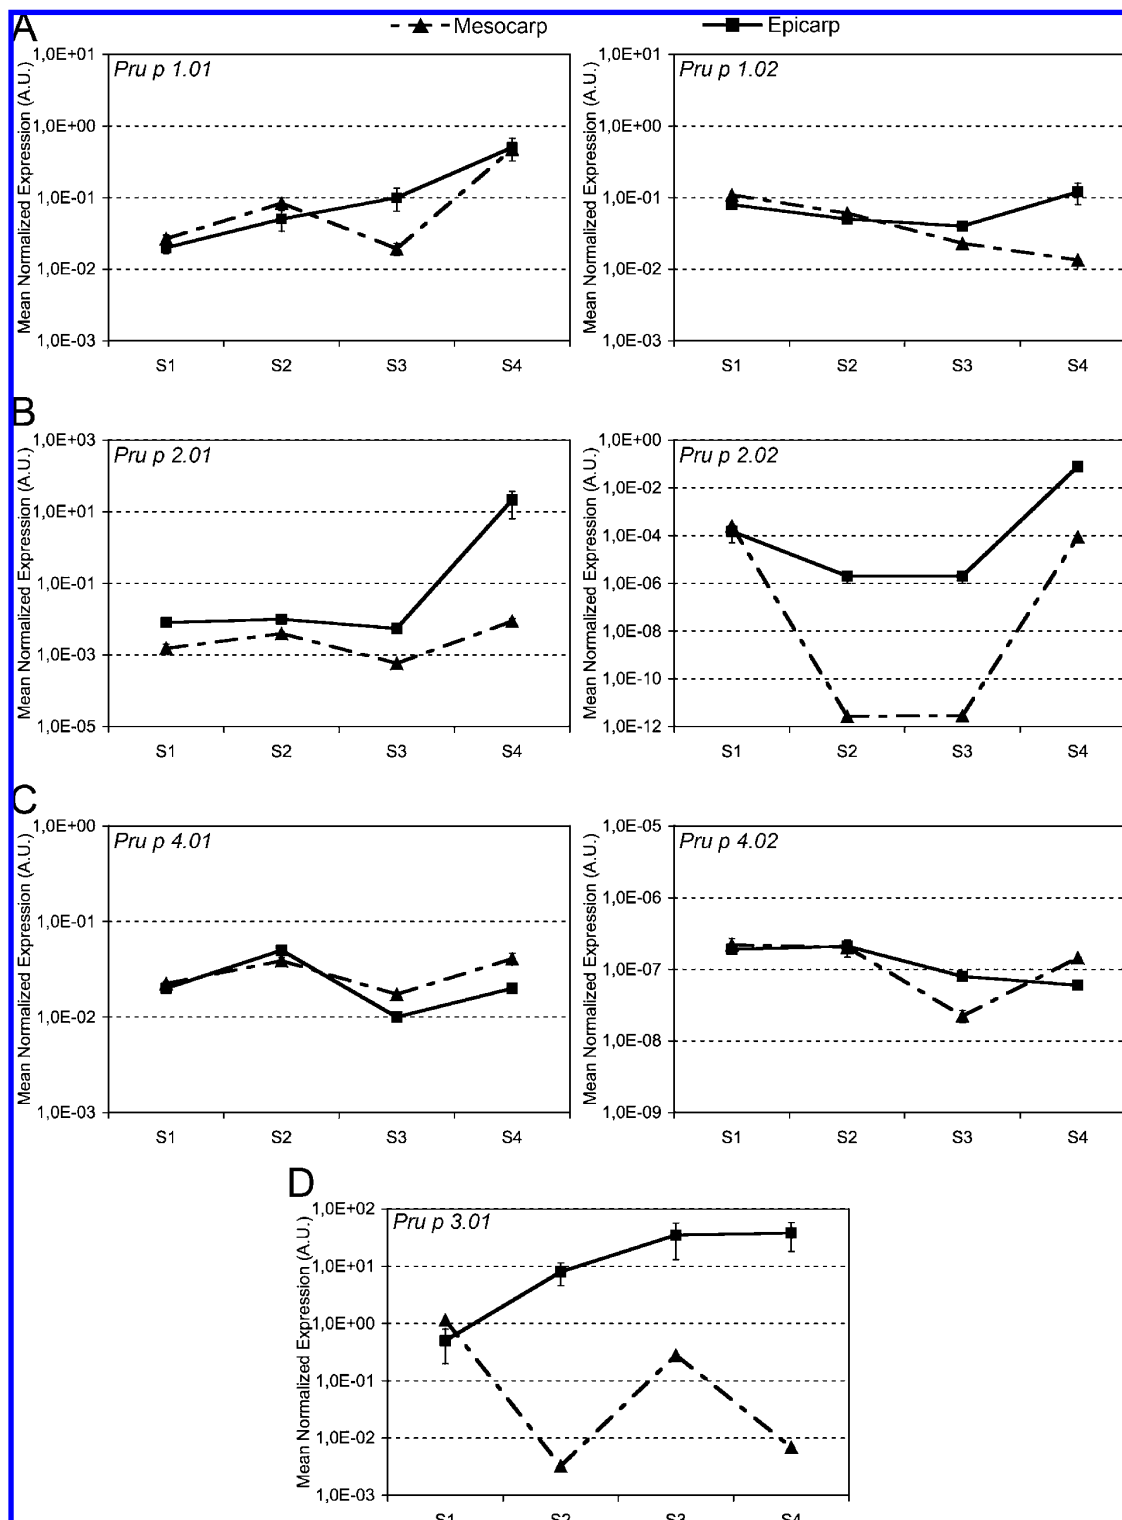 A
Mesocarp
Epicarp
Mean Normalized Expression (A.U.)
1,0E+01
1,0E+00
1,0E-01
1,0E-02
1,0E-03
Pru p 1.01
S1 S2 S3 S4
Mean Normalized Expression (A.U.)
1,0E+01
1,0E+00
1,0E-01
1,0E-02
1,0E-03
Pru p 1.02
S1 S2 S3 S4
B
Mean Normalized Expression (A.U.)
1,0E+03
1,0E+01
1,0E-01
1,0E-03
1,0E-05
Pru p 2.01
S1 S2 S3 S4
Mean Normalized Expression (A.U.)
1,0E+00
1,0E-02
1,0E-04
1,0E-06
1,0E-08
1,0E-10
1,0E-12
Pru p 2.02
S1 S2 S3 S4
C
Mean Normalized Expression (A.U.)
1,0E+00
1,0E-01
1,0E-02
1,0E-03
Pru p 4.01
S1 S2 S3 S4
Mean Normalized Expression (A.U.)
1,0E-05
1,0E-06
1,0E-07
1,0E-08
1,0E-09
Pru p 4.02
S1 S2 S3 S4
D
Mean Normalized Expression (A.U.)
1,0E+02
1,0E+01
1,0E+00
1,0E-01
1,0E-02
1,0E-03
Pru p 3.01
S1 S2 S3 S4